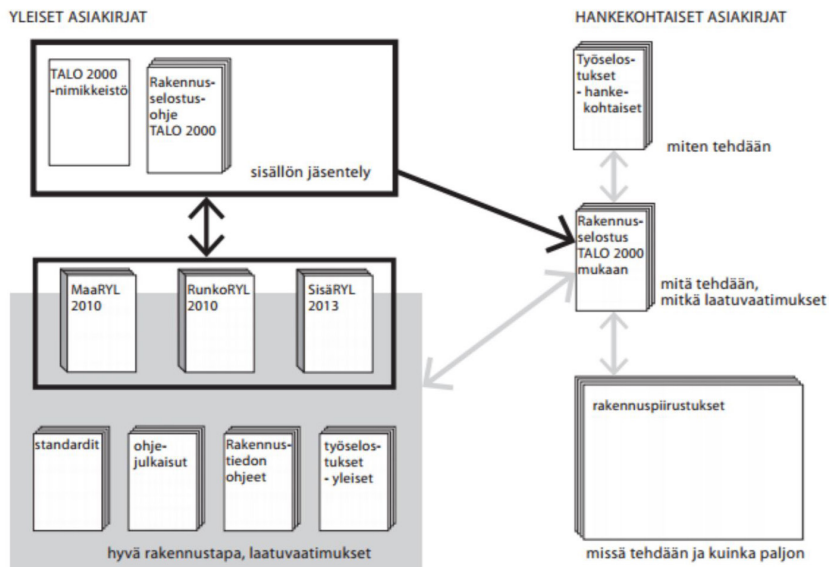 YLEISET ASIAKIRJAT
TALO 2000
-nimikkeistö
Rakennus-
selostus-
ohje
TALO 2000
sisällön jäsentely
MaaRYL
2010
RunkoRYL
2010
SisäRYL
2013
standardit
ohje-
julkaisut
Rakennus-
tiedon
ohjeet
työselos-
tukset
- yleiset
hyvä rakennustapa, laatuvaatimukset
HANKEKOHTAISET ASIAKIRJAT
Työselos-
tukset
- hanke-
kohtaiset
miten tehdään
Rakennus-
selostus
TALO 2000
mukaan
mitä tehdään,
mitkä laatuvaatimukset
rakennuspiirustukset
missä tehdään ja kuinka paljon